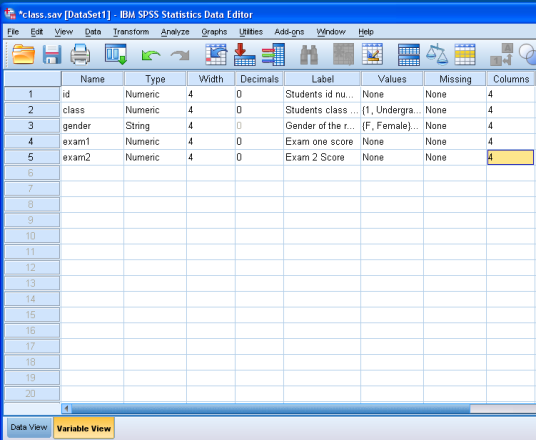 *class.sav [DataSet1] - IBM SPSS Statistics Data Editor
File Edit View Data Transform Analyze Graphs Utilities Add-ons Window Help
Name Type Width Decimals Label Values Missing Columns
1 id Numeric 4 0 Students id nu... None None 4
2 class Numeric 4 0 Students class ... {1, Undergra... None 4
3 gender String 4 0 Gender of the r... {F, Female}... None 4
4 exam1 Numeric 4 0 Exam one score None None 4
5 exam2 Numeric 4 0 Exam 2 Score None None 4
6
7
8
9
10
11
12
13
14
15
16
17
18
19
20
Data View Variable View